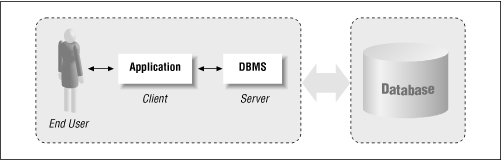 Application
DBMS
Database
Client
Server
End User